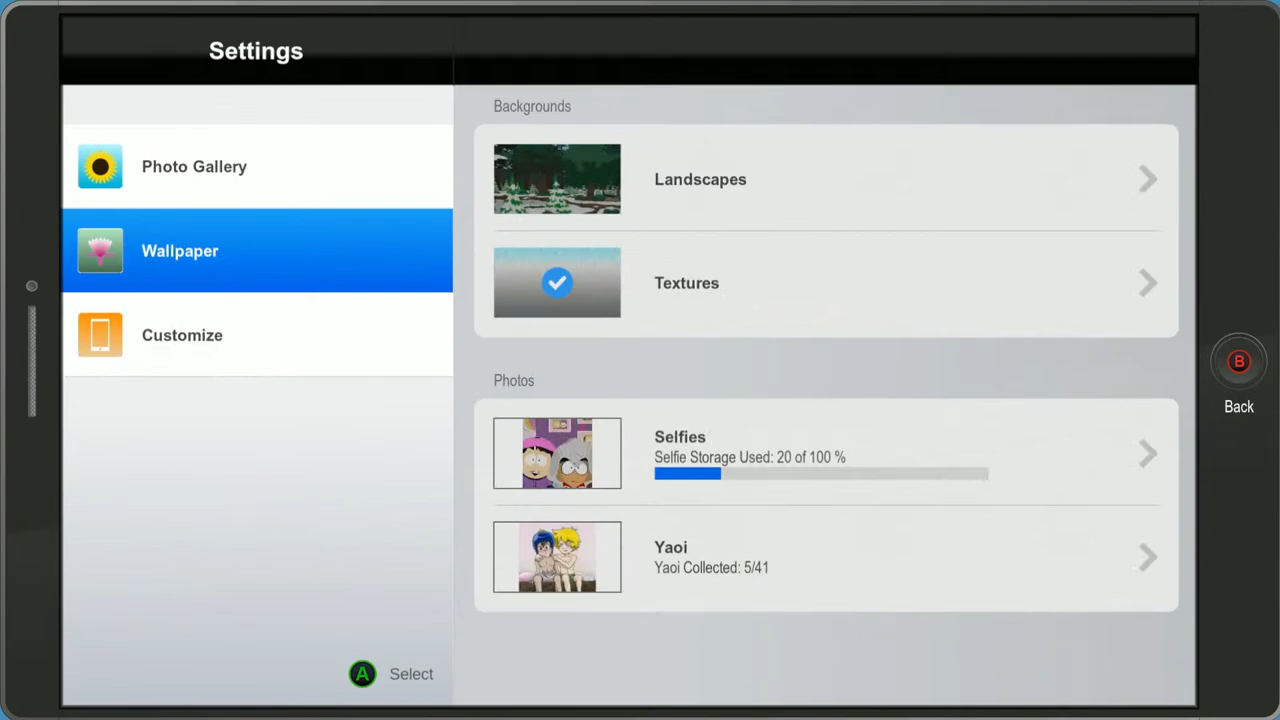 Settings
Photo Gallery
Wallpaper
Customize
A Select
Backgrounds
Landscapes
Textures
Photos
Selfies
Selfie Storage Used: 20 of 100 %
Yaoi
Yaoi Collected: 5/41
B
Back